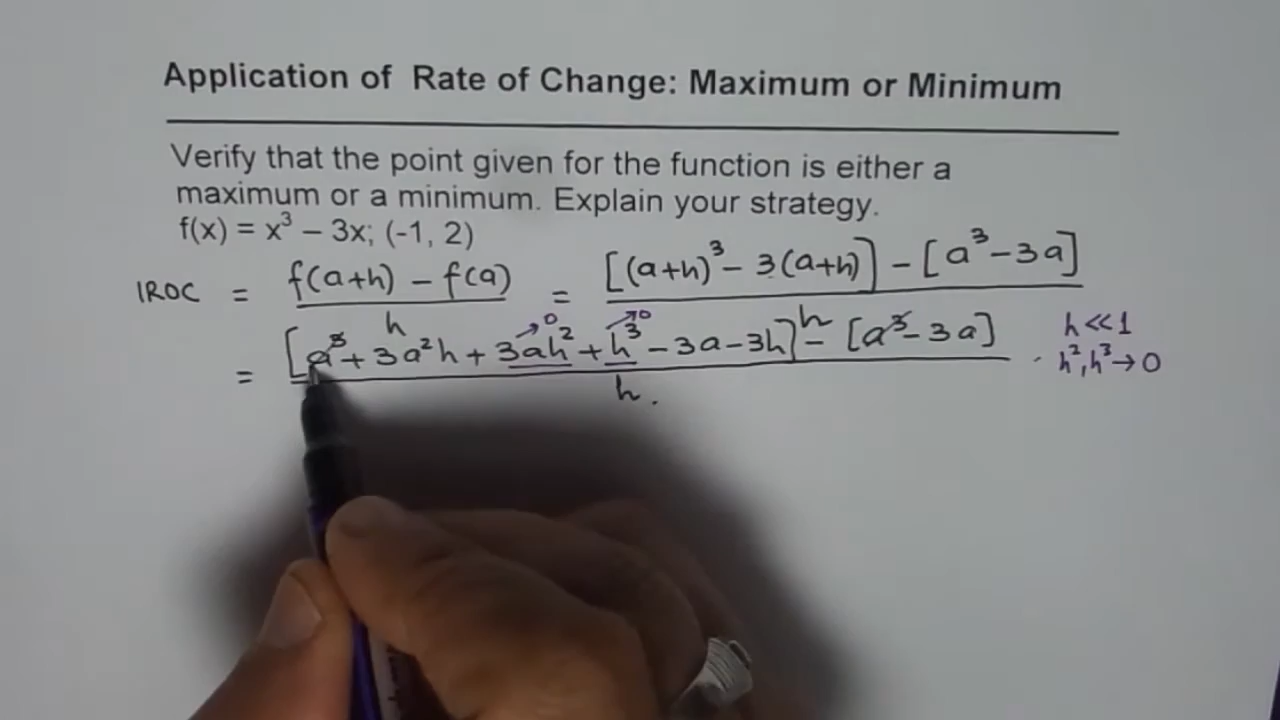 Application of Rate of Change: Maximum or Minimum
Verify that the point given for the function is either a
maximum or a minimum. Explain your strategy.
f(x) = x³ – 3x; (-1, 2)
IROC = f(a+h) – f(a) / h = [(a+h)³ – 3(a+h)] – [a³ – 3a] / h
= [a³ + 3a²h + 3ah² →0 + h³ →0 – 3a – 3h] – [a³ – 3a] / h.
h << 1
h², h³ → 0